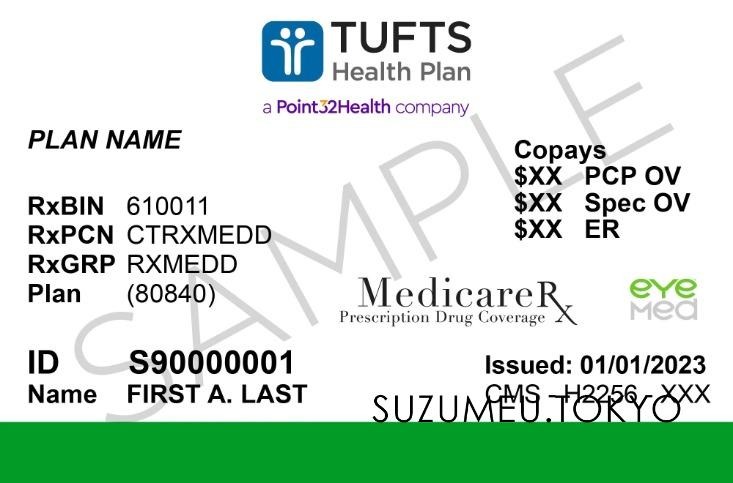 TUFTS
Health Plan
a Point32Health company
PLAN NAME
Copays
$XX PCP OV
$XX Spec OV
$XX ER
RxBIN 610011
RxPCN CTRXMEDD
RxGRP RXMEDD
Plan (80840)
MedicareRx
Prescription Drug Coverage
eye
med
ID S90000001
Name FIRST A. LAST
Issued: 01/01/2023
CMS - H2256 - XXX
SUZUMEU.TOKYO
SAMPLE